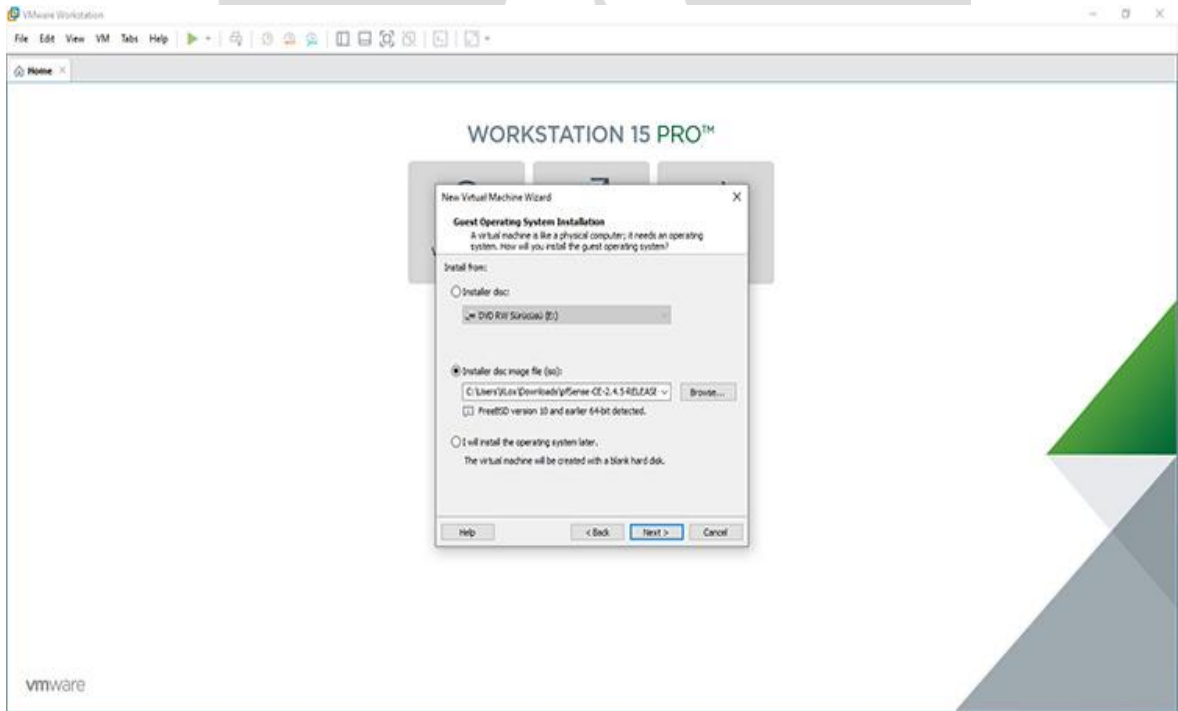 VMware Workstation
File Edit View VM Tabs Help
Home
WORKSTATION 15 PRO™
New Virtual Machine Wizard
Guest Operating System Installation
A virtual machine is like a physical computer; it needs an operating
system. How will you install the guest operating system?
Install from:
Installer disc:
DVD RW Sürücüsü (E:)
Installer disc image file (iso):
C:\Users\ \Downloads\pfSense-CE-2.4.5-RELEASE
Browse...
FreeBSD version 10 and earlier 64-bit detected.
I will install the operating system later.
The virtual machine will be created with a blank hard disk.
Help < Back Next > Cancel
vmware